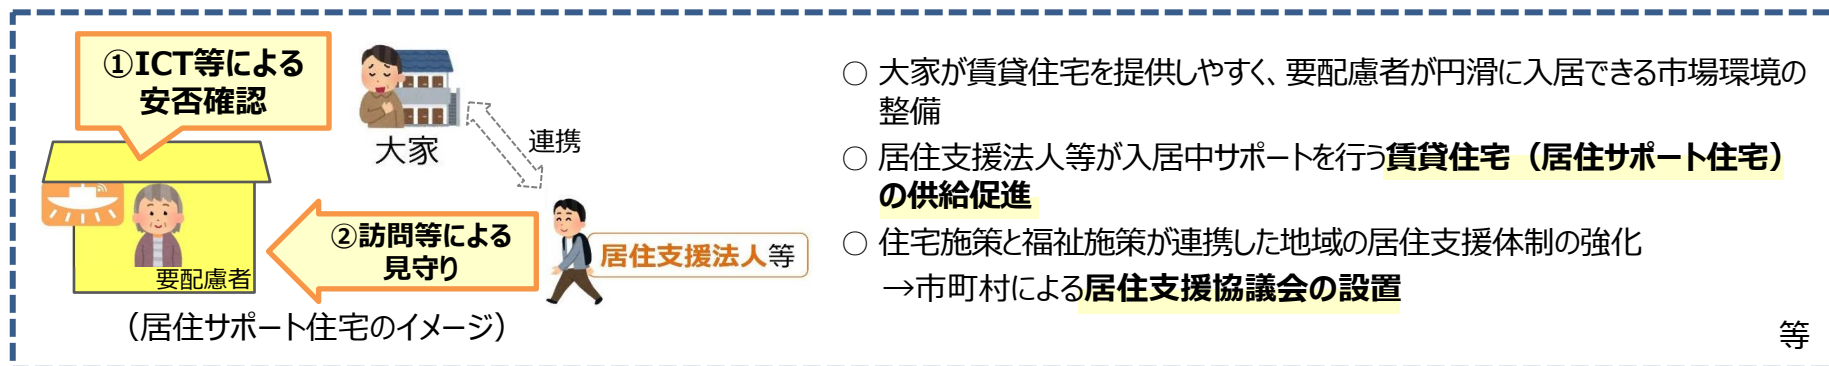 ①ICT等による
安否確認
大家
連携
要配慮者
②訪問等による
見守り
居住支援法人等
（居住サポート住宅のイメージ）
○ 大家が賃貸住宅を提供しやすく、要配慮者が円滑に入居できる市場環境の
整備
○ 居住支援法人等が入居中サポートを行う賃貸住宅（居住サポート住宅）
の供給促進
○ 住宅施策と福祉施策が連携した地域の居住支援体制の強化
→市町村による居住支援協議会の設置
等